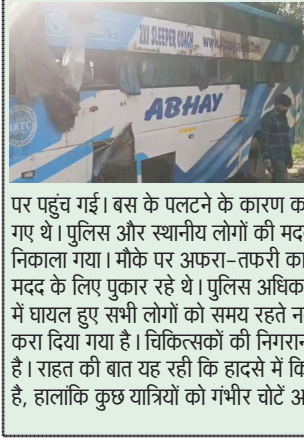 2X1 SLEEPER COACH
ABHAY
पर पहुंच गई। बस के पलटने के कारण क
गए थे। पुलिस और स्थानीय लोगों की मद
निकाला गया। मौके पर अफरा-तफरी का
मदद के लिए पुकार रहे थे। पुलिस अधिक
में घायल हुए सभी लोगों को समय रहते न
करा दिया गया है। चिकित्सकों की निगरान
है। राहत की बात यह रही कि हादसे में कि
है, हालांकि कुछ यात्रियों को गंभीर चोटें अ